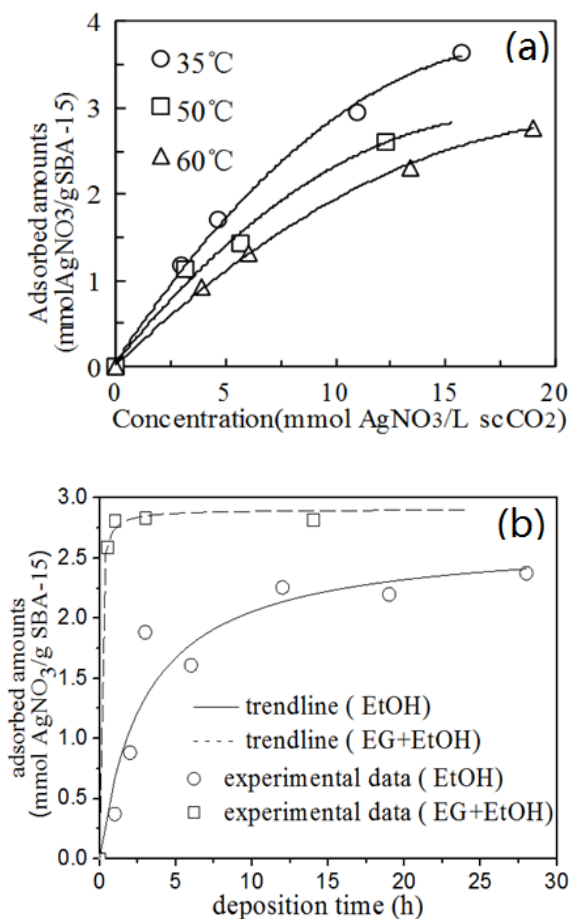 (a)
4
3
2
1
0
35℃
50℃
60℃
Adsorbed amounts
(mmolAgNO3/gSBA-15)
0 5 10 15 20
Concentration(mmol AgNO3/L scCO2)
(b)
3.0
2.5
2.0
1.5
1.0
0.5
0.0
adsorbed amounts
(mmol AgNO3/g SBA-15)
trendline ( EtOH)
trendline ( EG+EtOH)
experimental data ( EtOH)
experimental data ( EG+EtOH)
0 5 10 15 20 25 30
deposition time (h)